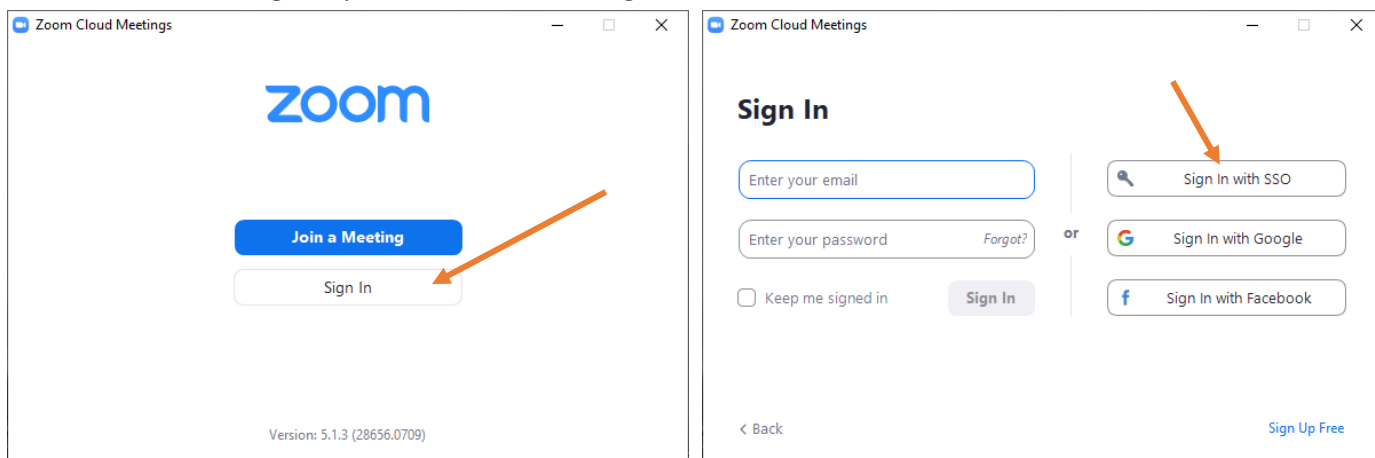 Zoom Cloud Meetings
zoom
Join a Meeting
Sign In
Version: 5.1.3 (28656.0709)
Zoom Cloud Meetings
Sign In
Enter your email
Enter your password Forgot?
Keep me signed in Sign In
or
Sign In with SSO
G Sign In with Google
f Sign In with Facebook
< Back Sign Up Free